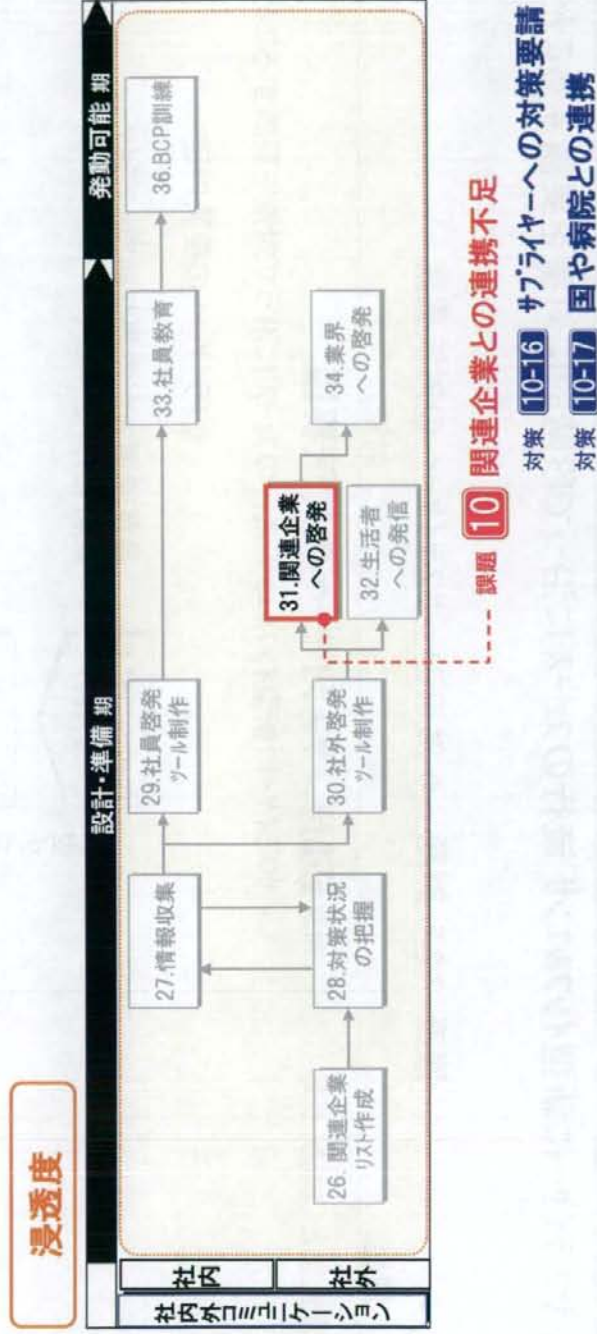 浸透度
設計・準備 期
発動可能 期
社内外コミュニケーション
社内
社外
27.情報収集
29.社員啓発
ツール制作
33.社員教育
36.BCP訓練
26.関連企業
リスト作成
28.対策状況
の把握
30.社外啓発
ツール制作
31.関連企業
への啓発
32.生活者
への発信
34.業界
への啓発
課題 10 関連企業との連携不足
対策 10-16 サプライヤーへの対策要請
対策 10-17 国や病院との連携